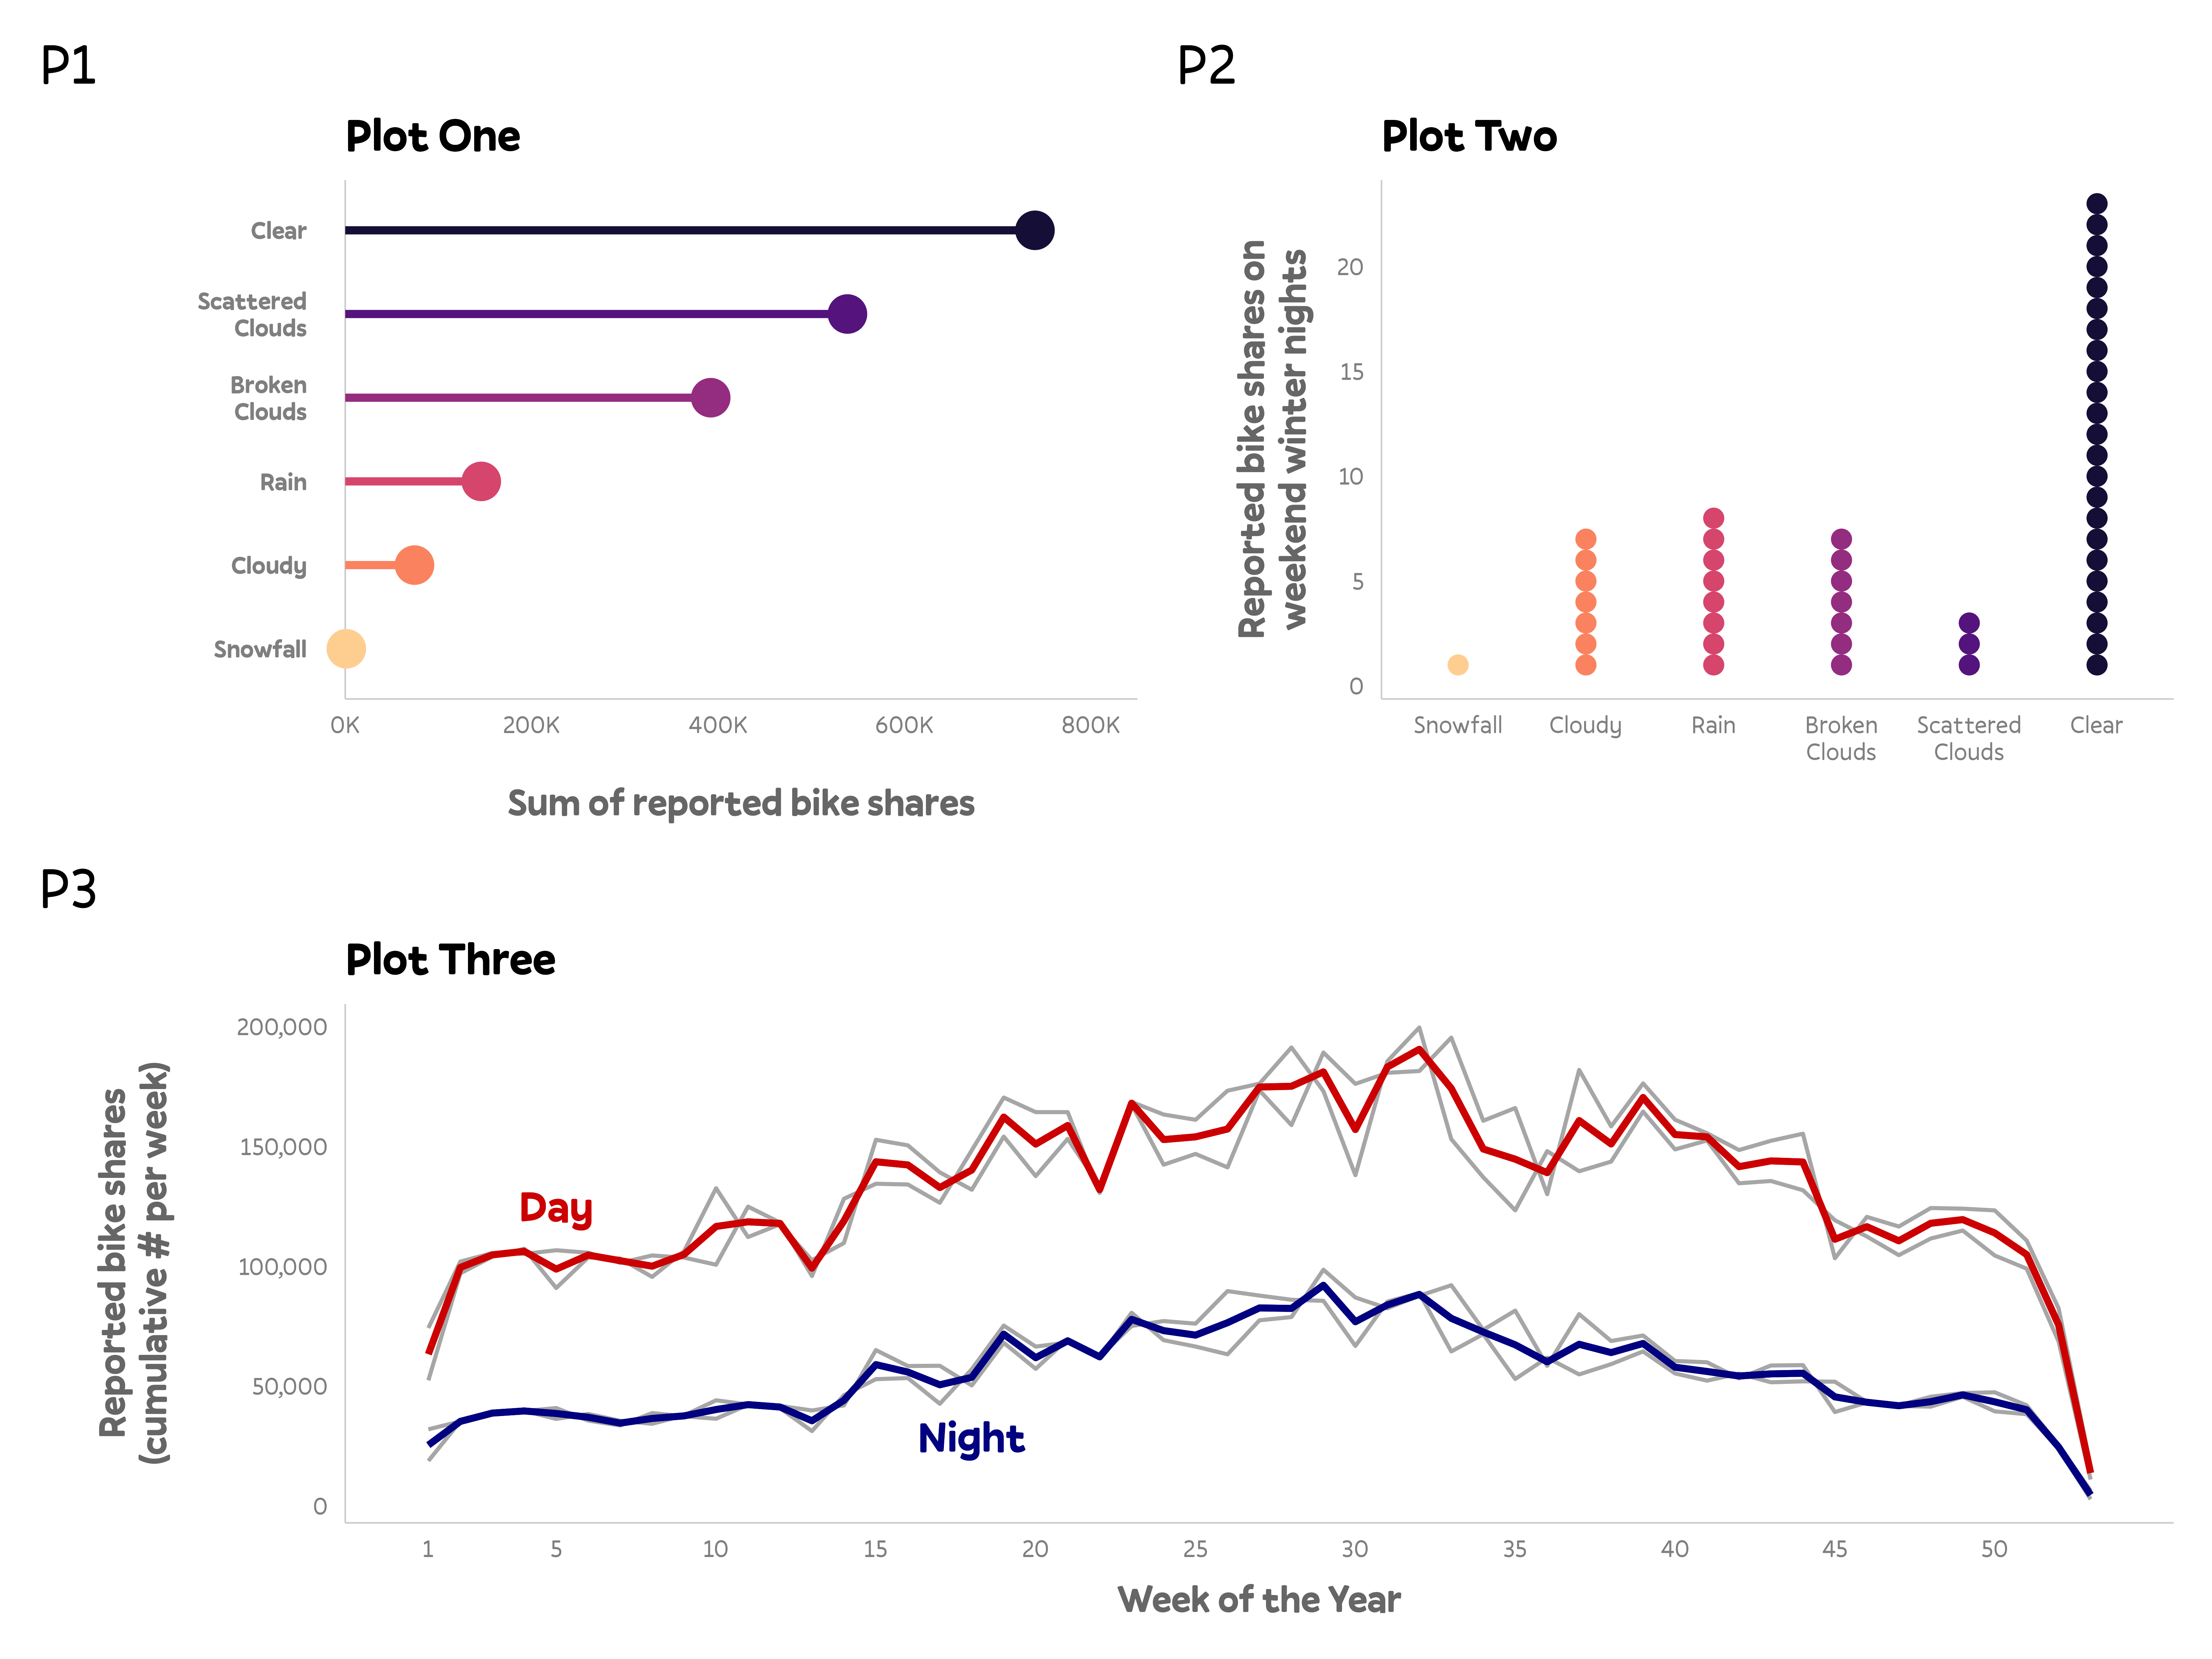 P1
Plot One
Clear
Scattered
Clouds
Broken
Clouds
Rain
Cloudy
Snowfall
0K 200K 400K 600K 800K
Sum of reported bike shares
P2
Plot Two
Reported bike shares on
weekend winter nights
20
15
10
5
0
Snowfall Cloudy Rain Broken Scattered Clear
Clouds Clouds
P3
Plot Three
Reported bike shares
(cumulative # per week)
200,000
150,000
100,000
50,000
0
Day
Night
1 5 10 15 20 25 30 35 40 45 50
Week of the Year